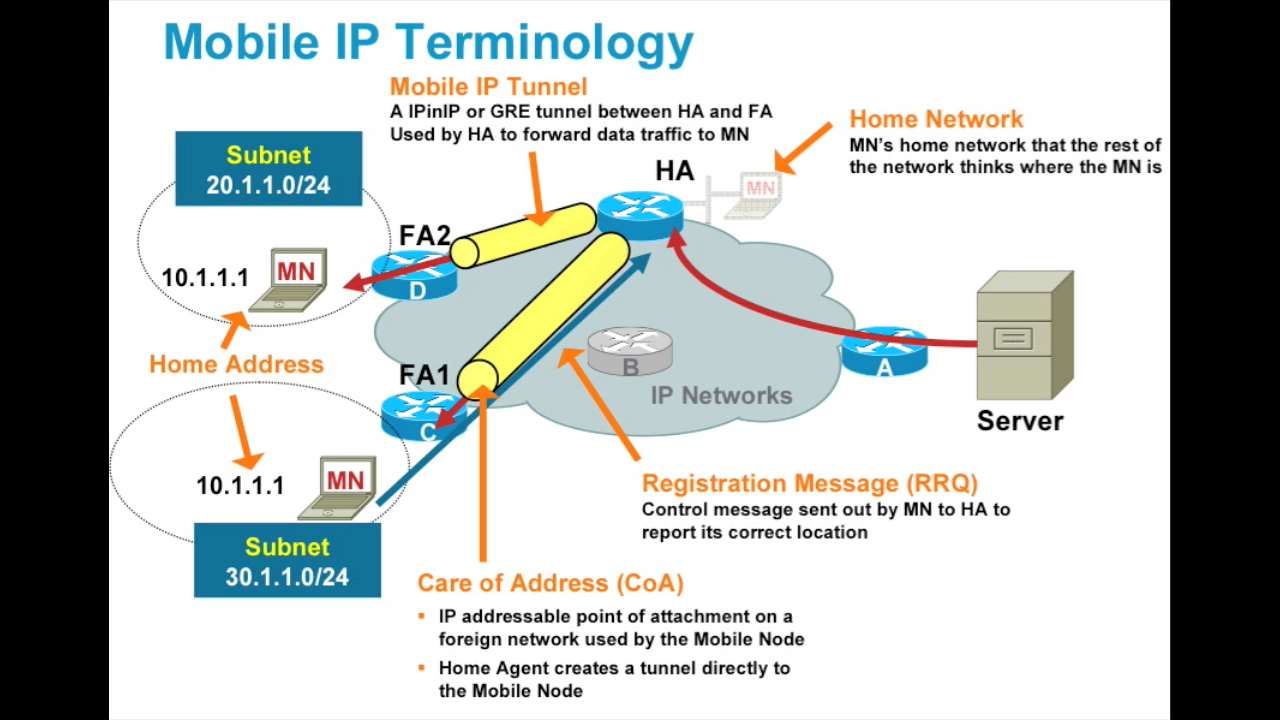 Mobile IP Terminology
Mobile IP Tunnel
A IPinIP or GRE tunnel between HA and FA
Used by HA to forward data traffic to MN
Home Network
MN's home network that the rest of
the network thinks where the MN is
Subnet
20.1.1.0/24
HA
MN
FA2
10.1.1.1
MN
D
Home Address
B
A
FA1
IP Networks
C
Server
10.1.1.1
MN
Registration Message (RRQ)
Control message sent out by MN to HA to
report its correct location
Subnet
30.1.1.0/24
Care of Address (CoA)
▪ IP addressable point of attachment on a
foreign network used by the Mobile Node
▪ Home Agent creates a tunnel directly to
the Mobile Node